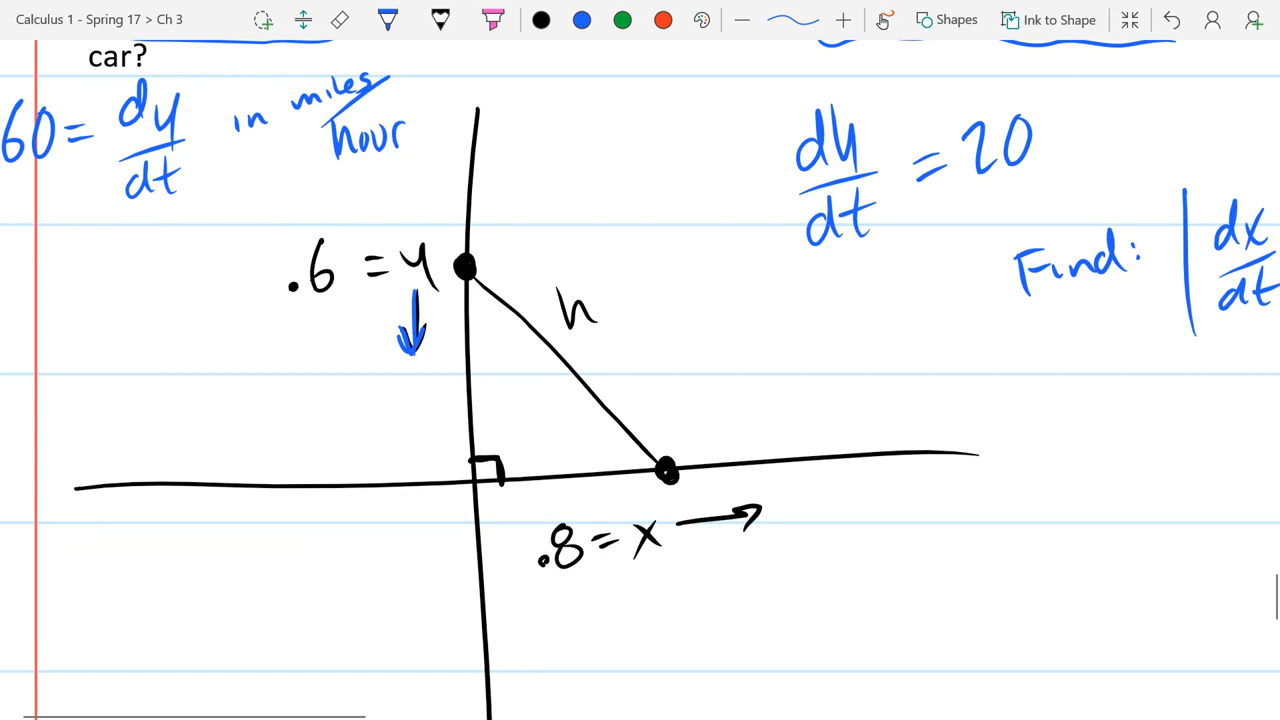 Calculus 1 - Spring 17 > Ch 3
Shapes
Ink to Shape
car?
60 = dy/dt in miles/hour
dh/dt = 20
Find: | dx/dt
.6 = y
h
.8 = x